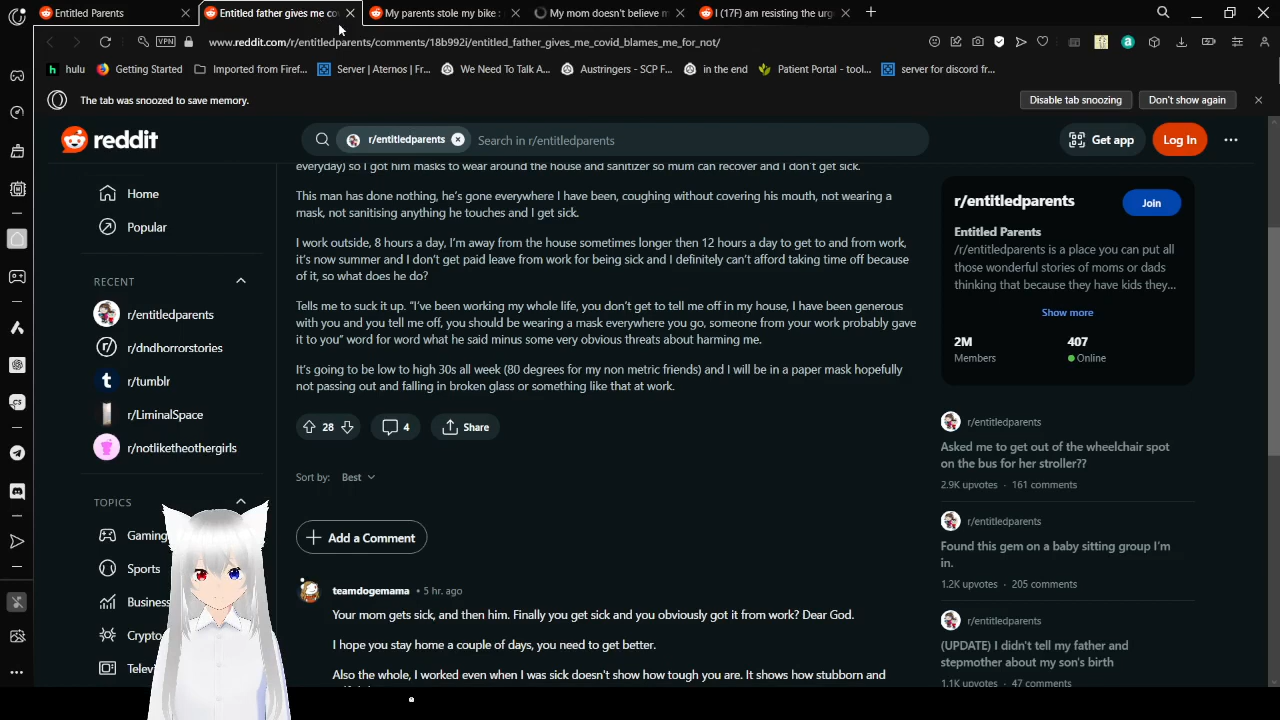 Entitled Parents
Entitled father gives me co
My parents stole my bike :
My mom doesn't believe m
I (17F) am resisting the urg
VPN
www.reddit.com/r/entitledparents/comments/18b992i/entitled_father_gives_me_covid_blames_me_for_not/
hulu
Getting Started
Imported from Firef...
Server | Aternos | Fr...
We Need To Talk A...
Austringers - SCP F...
in the end
Patient Portal - tool...
server for discord fr...
The tab was snoozed to save memory.
Disable tab snoozing
Don't show again
reddit
r/entitledparents
Search in r/entitledparents
Get app
Log In
everyday) so I got him masks to wear around the house and sanitizer so mum can recover and I don't get sick.
This man has done nothing, he's gone everywhere I have been, coughing without covering his mouth, not wearing a
mask, not sanitising anything he touches and I get sick.
I work outside, 8 hours a day, I'm away from the house sometimes longer then 12 hours a day to get to and from work,
it's now summer and I don't get paid leave from work for being sick and I definitely can't afford taking time off because
of it, so what does he do?
Tells me to suck it up. "I've been working my whole life, you don't get to tell me off in my house, I have been generous
with you and you tell me off, you should be wearing a mask everywhere you go, someone from your work probably gave
it to you" word for word what he said minus some very obvious threats about harming me.
It's going to be low to high 30s all week (80 degrees for my non metric friends) and I will be in a paper mask hopefully
not passing out and falling in broken glass or something like that at work.
28
4
Share
Sort by: Best
Add a Comment
teamdogemama • 5 hr. ago
Your mom gets sick, and then him. Finally you get sick and you obviously got it from work? Dear God.
I hope you stay home a couple of days, you need to get better.
Also the whole, I worked even when I was sick doesn't show how tough you are. It shows how stubborn and
Home
Popular
RECENT
r/entitledparents
r/dndhorrorstories
r/tumblr
r/LiminalSpace
r/notliketheothergirls
TOPICS
Gaming
Sports
Business
Crypto
Televi
r/entitledparents
Join
Entitled Parents
/r/entitledparents is a place you can put all
those wonderful stories of moms or dads
thinking that because they have kids they...
Show more
2M
Members
407
Online
r/entitledparents
Asked me to get out of the wheelchair spot
on the bus for her stroller??
2.9K upvotes · 161 comments
r/entitledparents
Found this gem on a baby sitting group I'm
in.
1.2K upvotes · 205 comments
r/entitledparents
(UPDATE) I didn't tell my father and
stepmother about my son's birth
1.1K upvotes · 47 comments